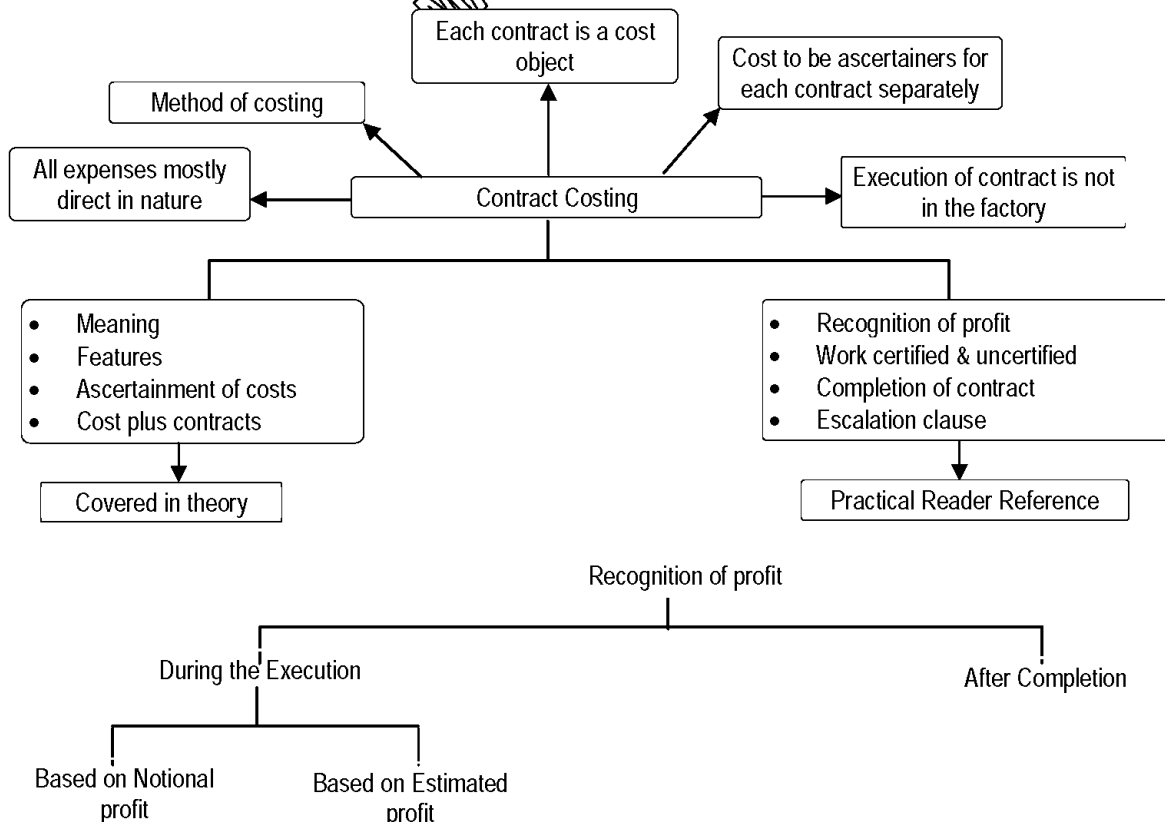 Each contract is a cost
object
Cost to be ascertainers for
each contract separately
Method of costing
All expenses mostly
direct in nature
Contract Costing
Execution of contract is not
in the factory
• Meaning
• Features
• Ascertainment of costs
• Cost plus contracts
• Recognition of profit
• Work certified & uncertified
• Completion of contract
• Escalation clause
Covered in theory
Practical Reader Reference
Recognition of profit
During the Execution
After Completion
Based on Notional
profit
Based on Estimated
profit